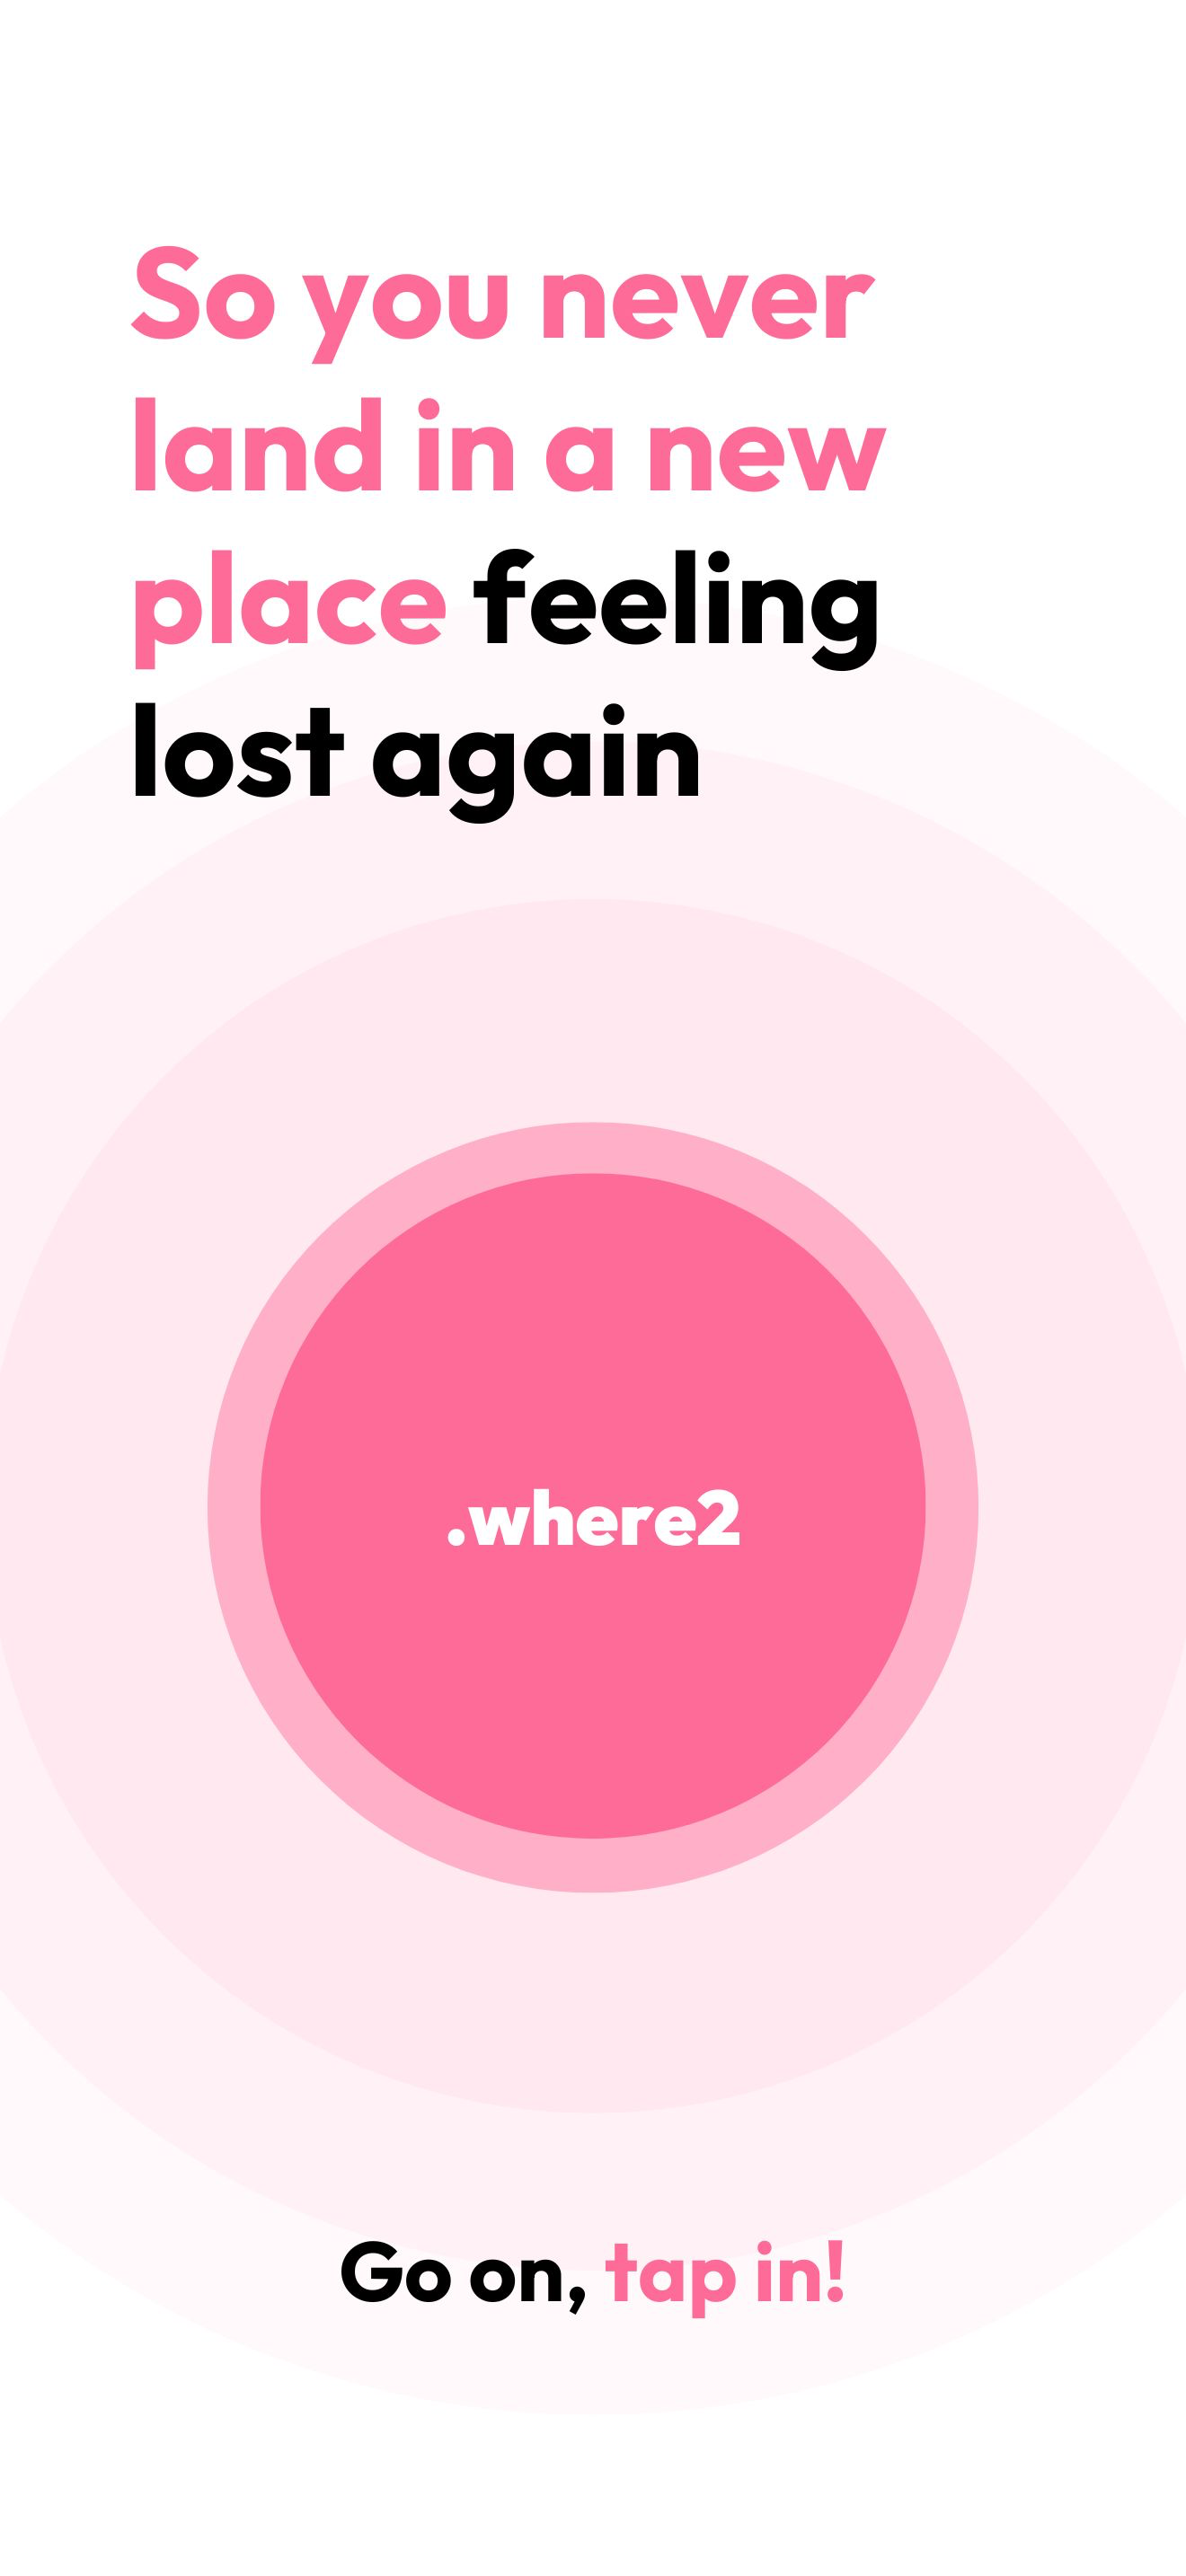 So you never
land in a new
place feeling
lost again
.where2
Go on, tap in!